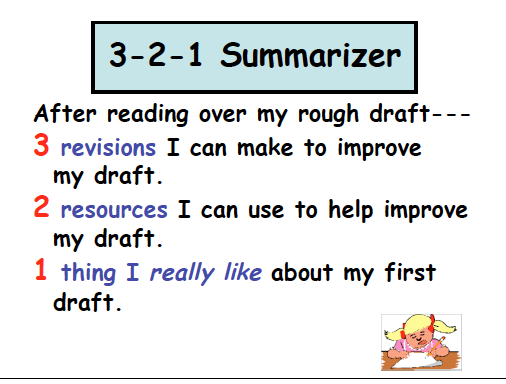 3-2-1 Summarizer
After reading over my rough draft---
3 revisions I can make to improve
my draft.
2 resources I can use to help improve
my draft.
1 thing I really like about my first
draft.